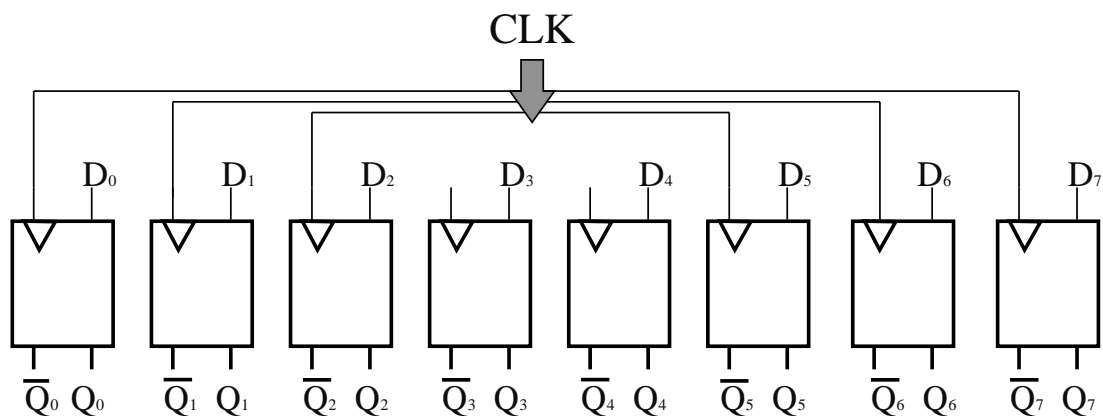 CLK
D₀ D₁ D₂ D₃ D₄ D₅ D₆ D₇
Q̅₀ Q₀ Q̅₁ Q₁ Q̅₂ Q₂ Q̅₃ Q₃ Q̅₄ Q₄ Q̅₅ Q₅ Q̅₆ Q₆ Q̅₇ Q₇